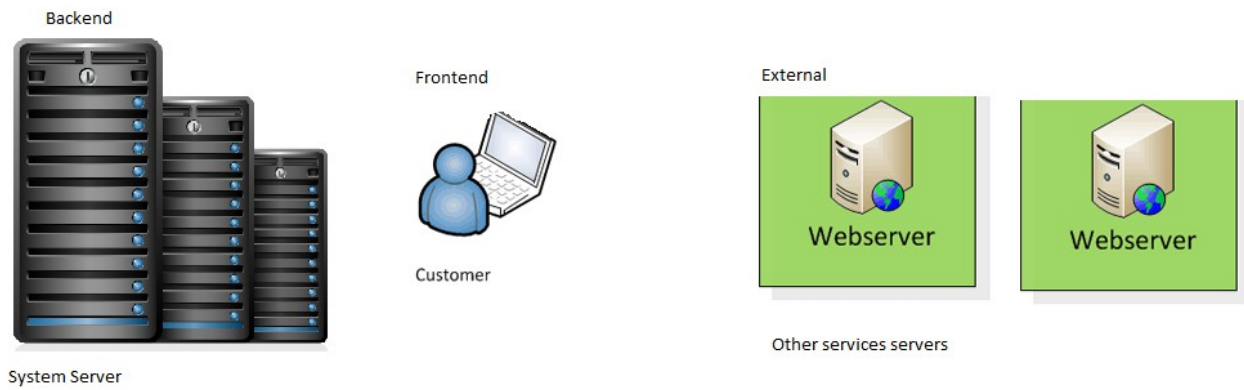 Backend
System Server
Frontend
Customer
External
Webserver
Webserver
Other services servers